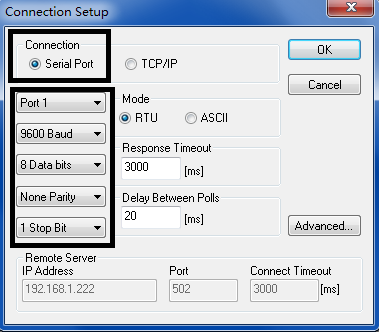 Connection Setup
Connection
Serial Port
TCP/IP
OK
Cancel
Port 1
9600 Baud
8 Data bits
None Parity
1 Stop Bit
Mode
RTU
ASCII
Response Timeout
3000 [ms]
Delay Between Polls
20 [ms]
Advanced...
Remote Server
IP Address Port Connect Timeout
192.168.1.222 502 3000 [ms]